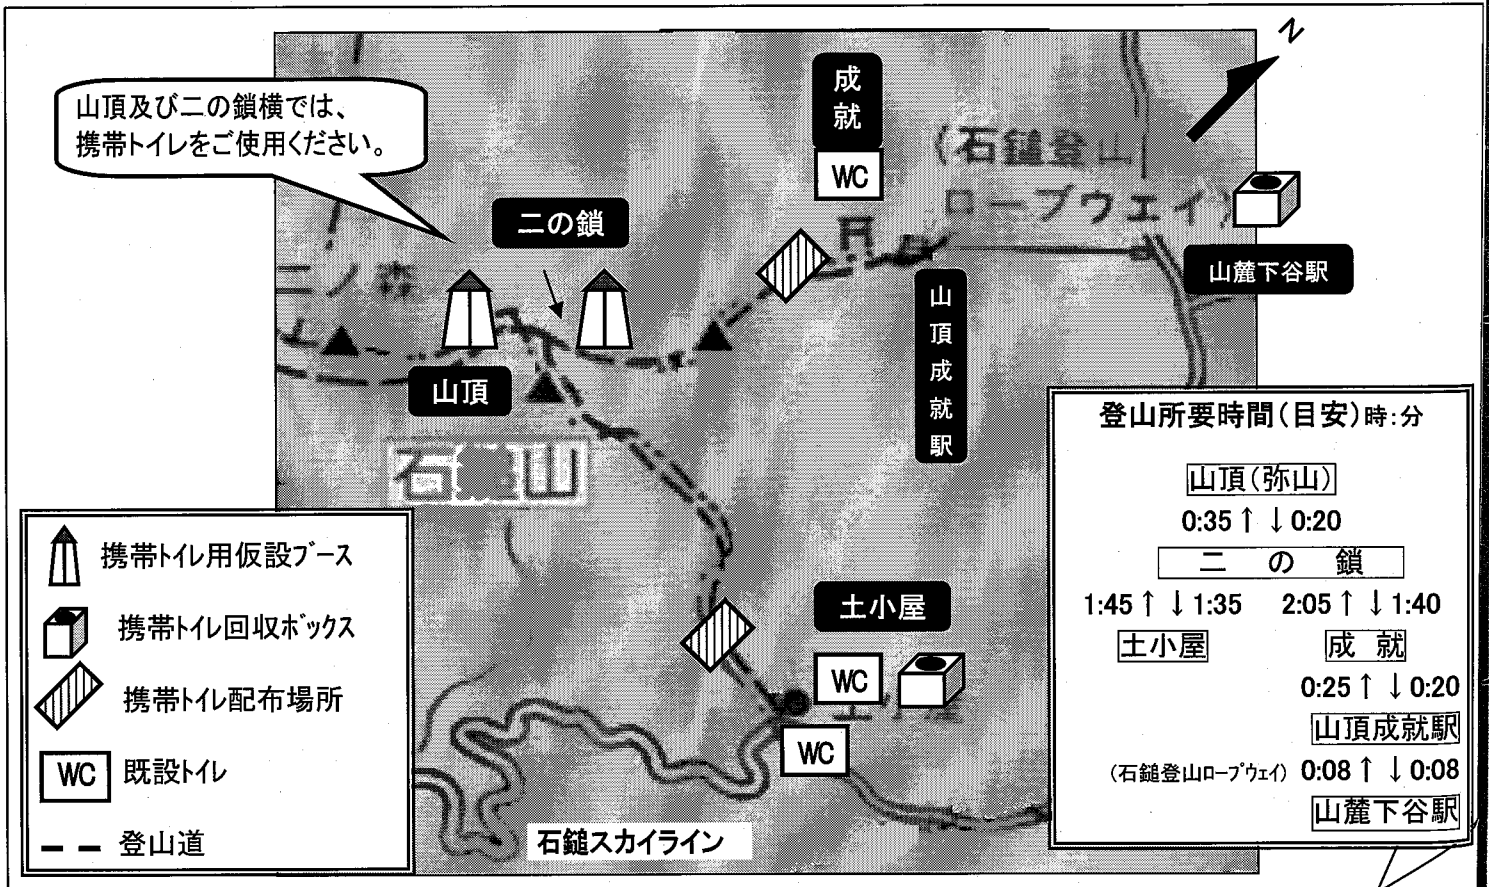 N
山頂及び二の鎖横では、
携帯トイレをご使用ください。
成就
WC
(石鎚登山
ロープウェイ)
二の鎖
山麓下谷駅
二ノ森
山頂成就駅
山頂
石鎚山
土小屋
WC
WC
石鎚スカイライン
携帯トイレ用仮設ブース
携帯トイレ回収ボックス
携帯トイレ配布場所
WC 既設トイレ
登山道
登山所要時間(目安)時:分
山頂(弥山)
0:35 ↑ ↓ 0:20
二の鎖
1:45 ↑ ↓ 1:35 2:05 ↑ ↓ 1:40
土小屋 成就
0:25 ↑ ↓ 0:20
山頂成就駅
(石鎚登山ロープウェイ) 0:08 ↑ ↓ 0:08
山麓下谷駅